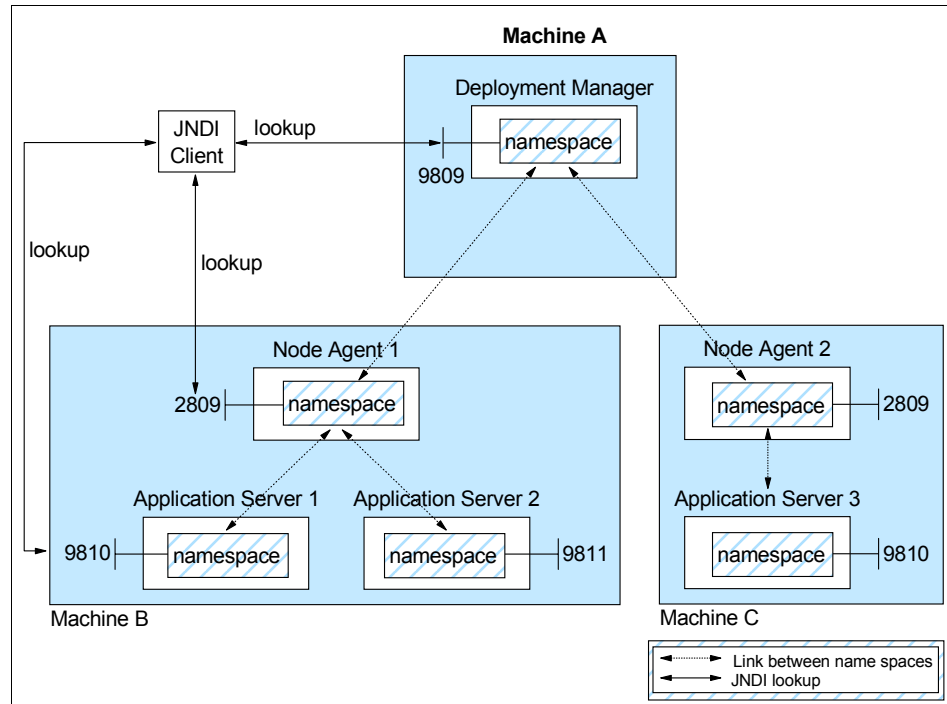 Machine A
Deployment Manager
JNDI
Client
lookup
namespace
9809
lookup
lookup
Node Agent 1
Node Agent 2
2809
namespace
namespace
2809
Application Server 1
Application Server 2
Application Server 3
9810
namespace
namespace
9811
namespace
9810
Machine B
Machine C
Link between name spaces
JNDI lookup